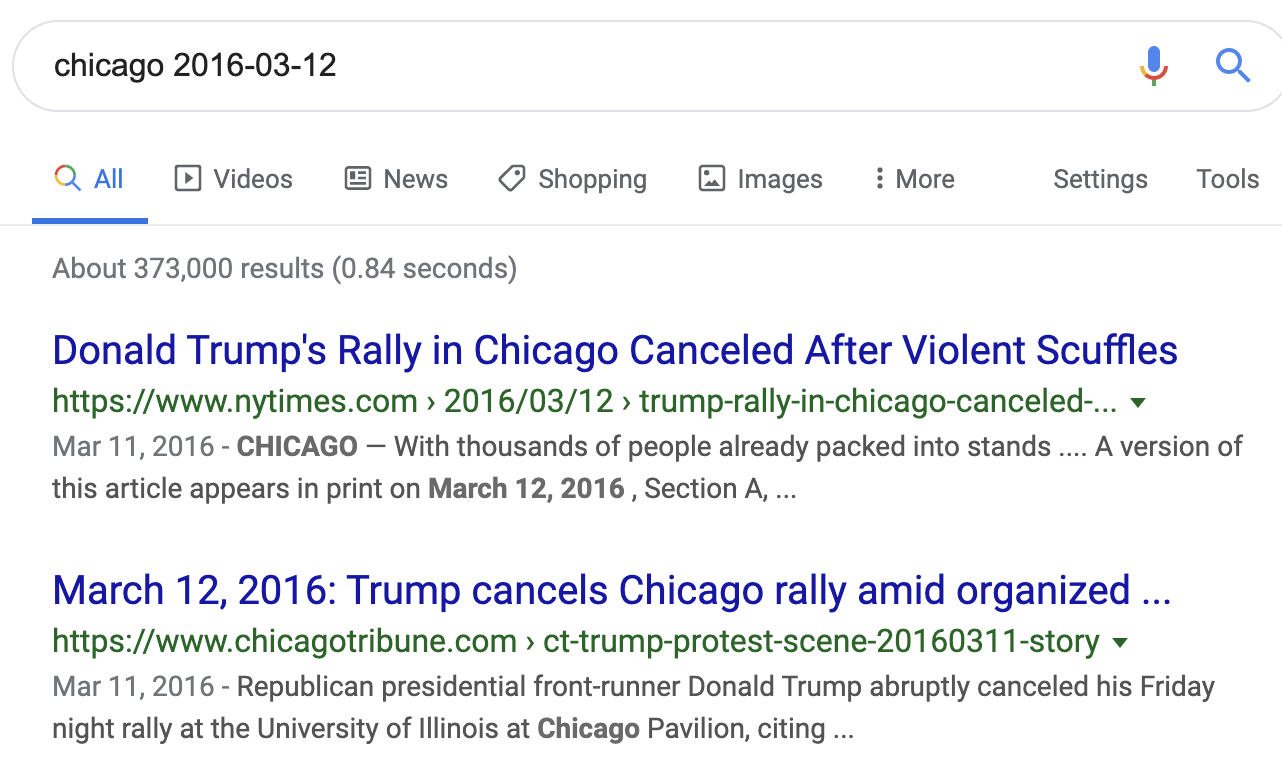 chicago 2016-03-12
All Videos News Shopping Images More Settings Tools
About 373,000 results (0.84 seconds)
Donald Trump's Rally in Chicago Canceled After Violent Scuffles
https://www.nytimes.com › 2016/03/12 › trump-rally-in-chicago-canceled-...
Mar 11, 2016 - CHICAGO — With thousands of people already packed into stands .... A version of
this article appears in print on March 12, 2016 , Section A, ...
March 12, 2016: Trump cancels Chicago rally amid organized ...
https://www.chicagotribune.com › ct-trump-protest-scene-20160311-story
Mar 11, 2016 - Republican presidential front-runner Donald Trump abruptly canceled his Friday
night rally at the University of Illinois at Chicago Pavilion, citing ...